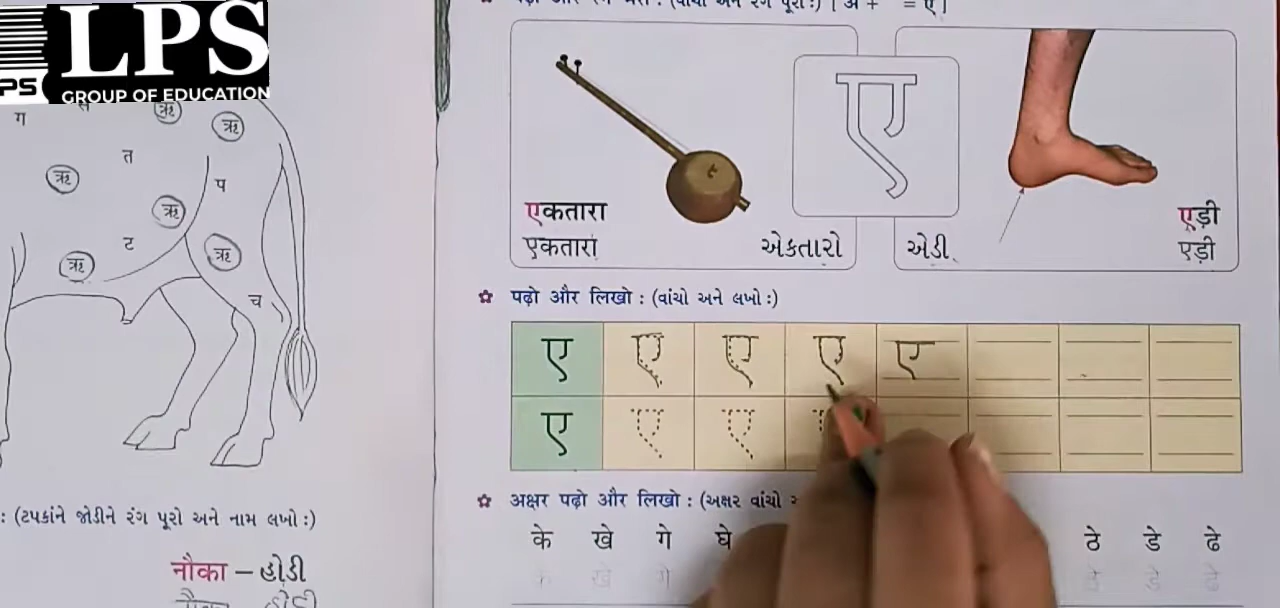 LPS
GROUP OF EDUCATION
PS
ऋ
ग
ऋ
त
ऋ
प
ऋ
ट
ऋ
ऋ
च
: (ટપકાંને જોડીને રંગ પૂરો અને નામ લખો :)
नौका – હોડી
एकतारा
एकतारा
એકતારો
ए
એડી
एड़ी
एड़ी
पढ़ो और लिखो : (વાંચો અને લખો :)
ए ए ए ए ए
ए ए ए
अक्षर पढ़ो और लिखो : (અક્ષર વાંચો
के खे गे घे ठे डे ढे
के खे गे ठे डे ढे